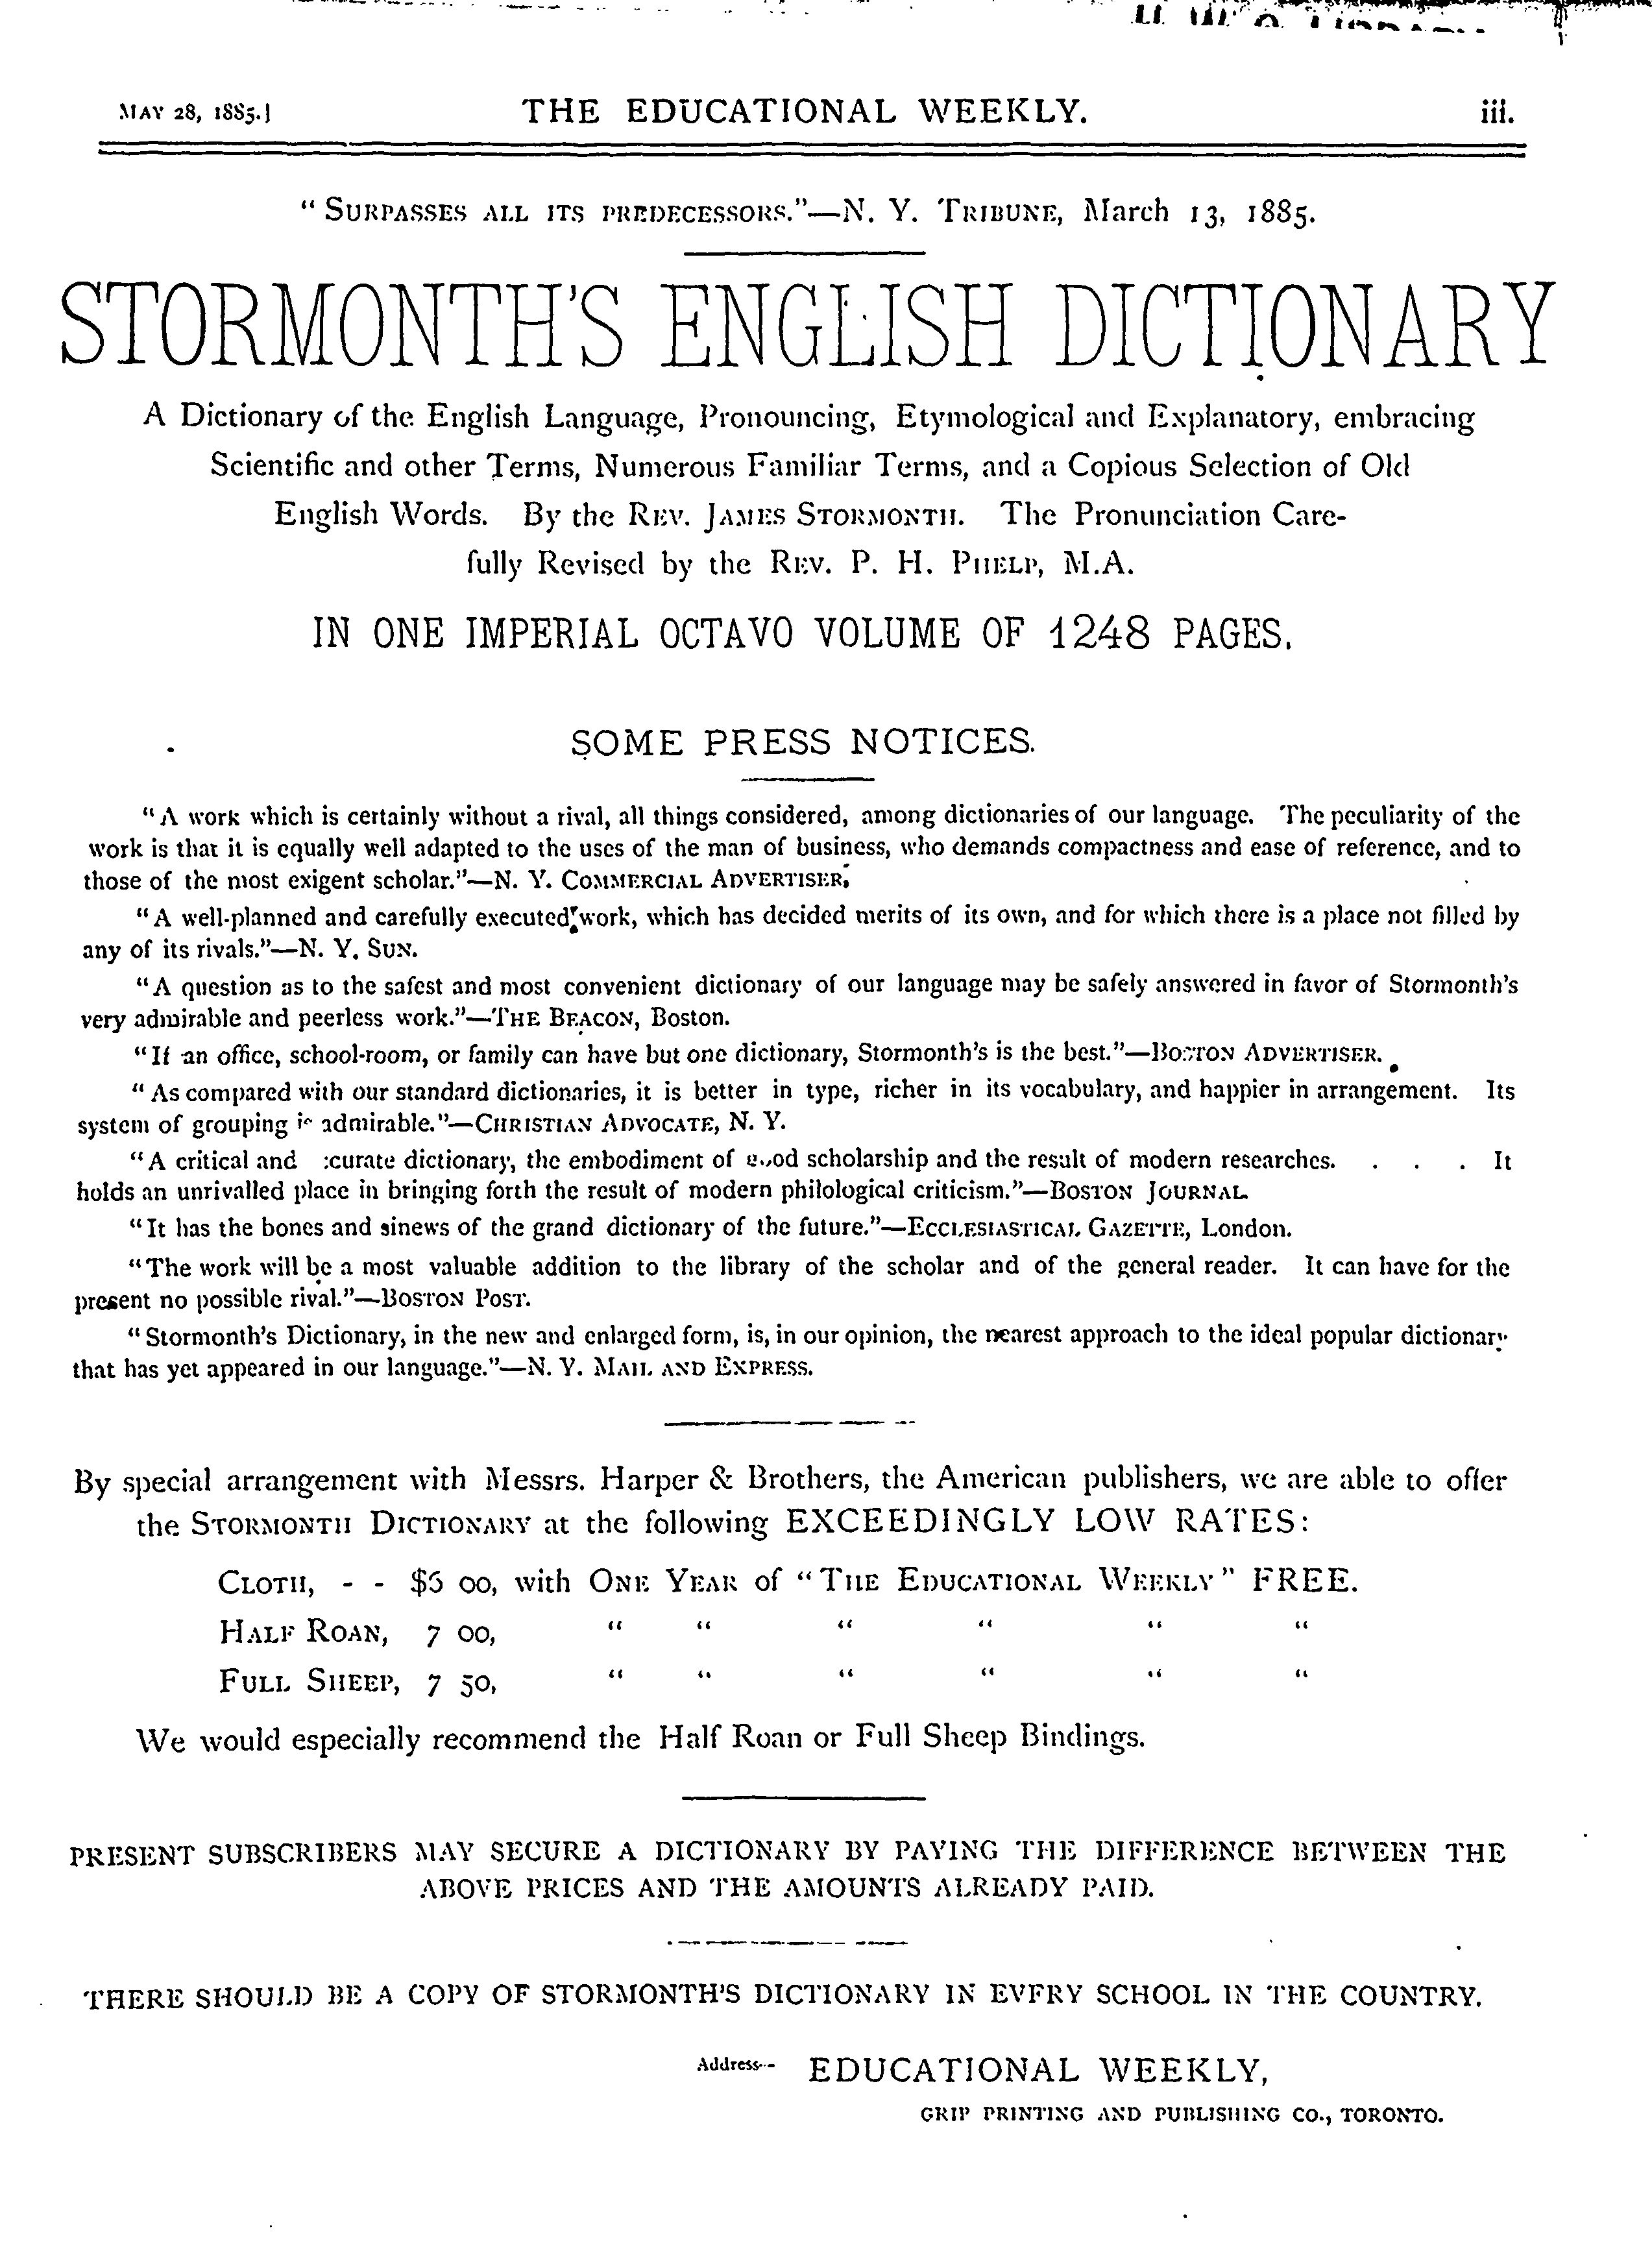 MAY 28, 1885.]
THE EDUCATIONAL WEEKLY.
iii.
"SURPASSES ALL ITS PREDECESSORS."—N. Y. TRIBUNE, March 13, 1885.
STORMONTH'S ENGLISH DICTIONARY
A Dictionary of the English Language, Pronouncing, Etymological and Explanatory, embracing
Scientific and other Terms, Numerous Familiar Terms, and a Copious Selection of Old
English Words. By the REV. JAMES STORMONTH. The Pronunciation Care-
fully Revised by the REV. P. H. PHELP, M.A.
IN ONE IMPERIAL OCTAVO VOLUME OF 1248 PAGES.
SOME PRESS NOTICES.
"A work which is certainly without a rival, all things considered, among dictionaries of our language. The peculiarity of the
work is that it is equally well adapted to the uses of the man of business, who demands compactness and ease of reference, and to
those of the most exigent scholar."—N. Y. COMMERCIAL ADVERTISER.
"A well-planned and carefully executed work, which has decided merits of its own, and for which there is a place not filled by
any of its rivals."—N. Y. SUN.
"A question as to the safest and most convenient dictionary of our language may be safely answered in favor of Stormonth's
very admirable and peerless work."—THE BEACON, Boston.
"If an office, school-room, or family can have but one dictionary, Stormonth's is the best."—BOSTON ADVERTISER.
"As compared with our standard dictionaries, it is better in type, richer in its vocabulary, and happier in arrangement. Its
system of grouping is admirable."—CHRISTIAN ADVOCATE, N. Y.
"A critical and dictionary, the embodiment of good scholarship and the result of modern researches. . . . It
holds an unrivalled place in bringing forth the result of modern philological criticism."—BOSTON JOURNAL.
"It has the bones and sinews of the grand dictionary of the future."—ECCLESIASTICAL GAZETTE, London.
"The work will be a most valuable addition to the library of the scholar and of the general reader. It can have for the
present no possible rival."—BOSTON POST.
"Stormonth's Dictionary, in the new and enlarged form, is, in our opinion, the nearest approach to the ideal popular dictionary
that has yet appeared in our language."—N. Y. MAIL AND EXPRESS.
By special arrangement with Messrs. Harper & Brothers, the American publishers, we are able to offer
the STORMONTH DICTIONARY at the following EXCEEDINGLY LOW RATES:
CLOTH, - - $6 00, with ONE YEAR of "THE EDUCATIONAL WEEKLY" FREE.
HALF ROAN, 7 00, " " " " " "
FULL SHEEP, 7 50, " " " " " "
We would especially recommend the Half Roan or Full Sheep Bindings.
PRESENT SUBSCRIBERS MAY SECURE A DICTIONARY BY PAYING THE DIFFERENCE BETWEEN THE
ABOVE PRICES AND THE AMOUNTS ALREADY PAID.
THERE SHOULD BE A COPY OF STORMONTH'S DICTIONARY IN EVERY SCHOOL IN THE COUNTRY.
Address— EDUCATIONAL WEEKLY,
GRIP PRINTING AND PUBLISHING CO., TORONTO.